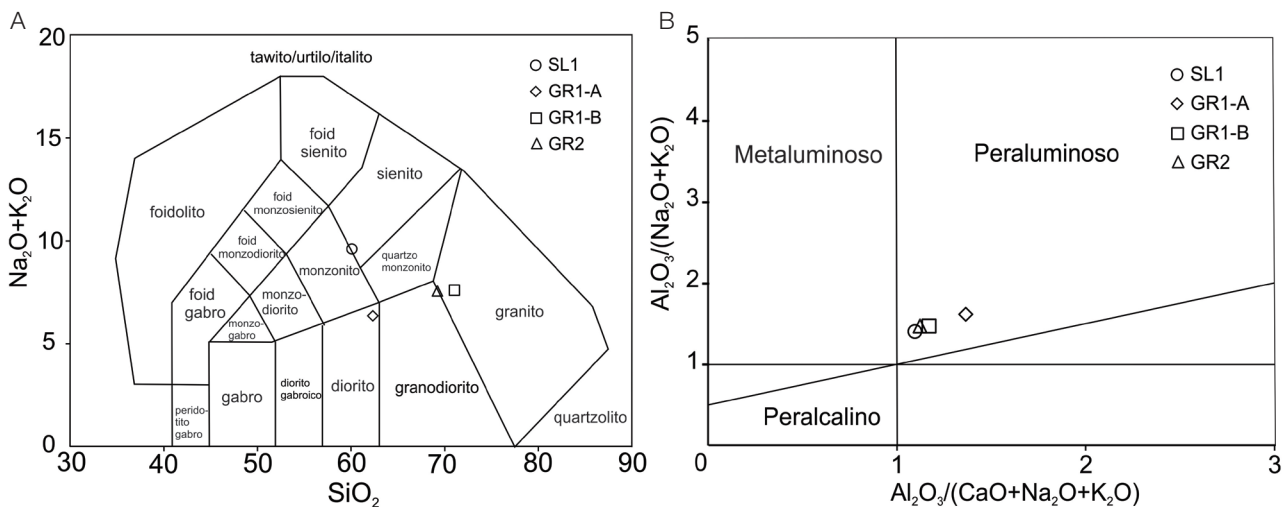 A
20
15
10
5
0
30
40
50
60
70
80
90
Na₂O+K₂O
SiO₂
tawito/urtilo/italito
SL1
GR1-A
GR1-B
GR2
foid
sienito
sienito
foidolito
foid
monzosienito
foid
monzodiorito
monzonito
quartzo
monzonito
foid
gabro
monzo-
diorito
monzo-
gabro
granito
perido-
tito
gabro
gabro
diorito
gabroico
diorito
granodiorito
quartzolito
B
5
4
3
2
1
0
1
2
3
Al₂O₃/(Na₂O+K₂O)
Al₂O₃/(CaO+Na₂O+K₂O)
Metaluminoso
Peraluminoso
Peralcalino
SL1
GR1-A
GR1-B
GR2